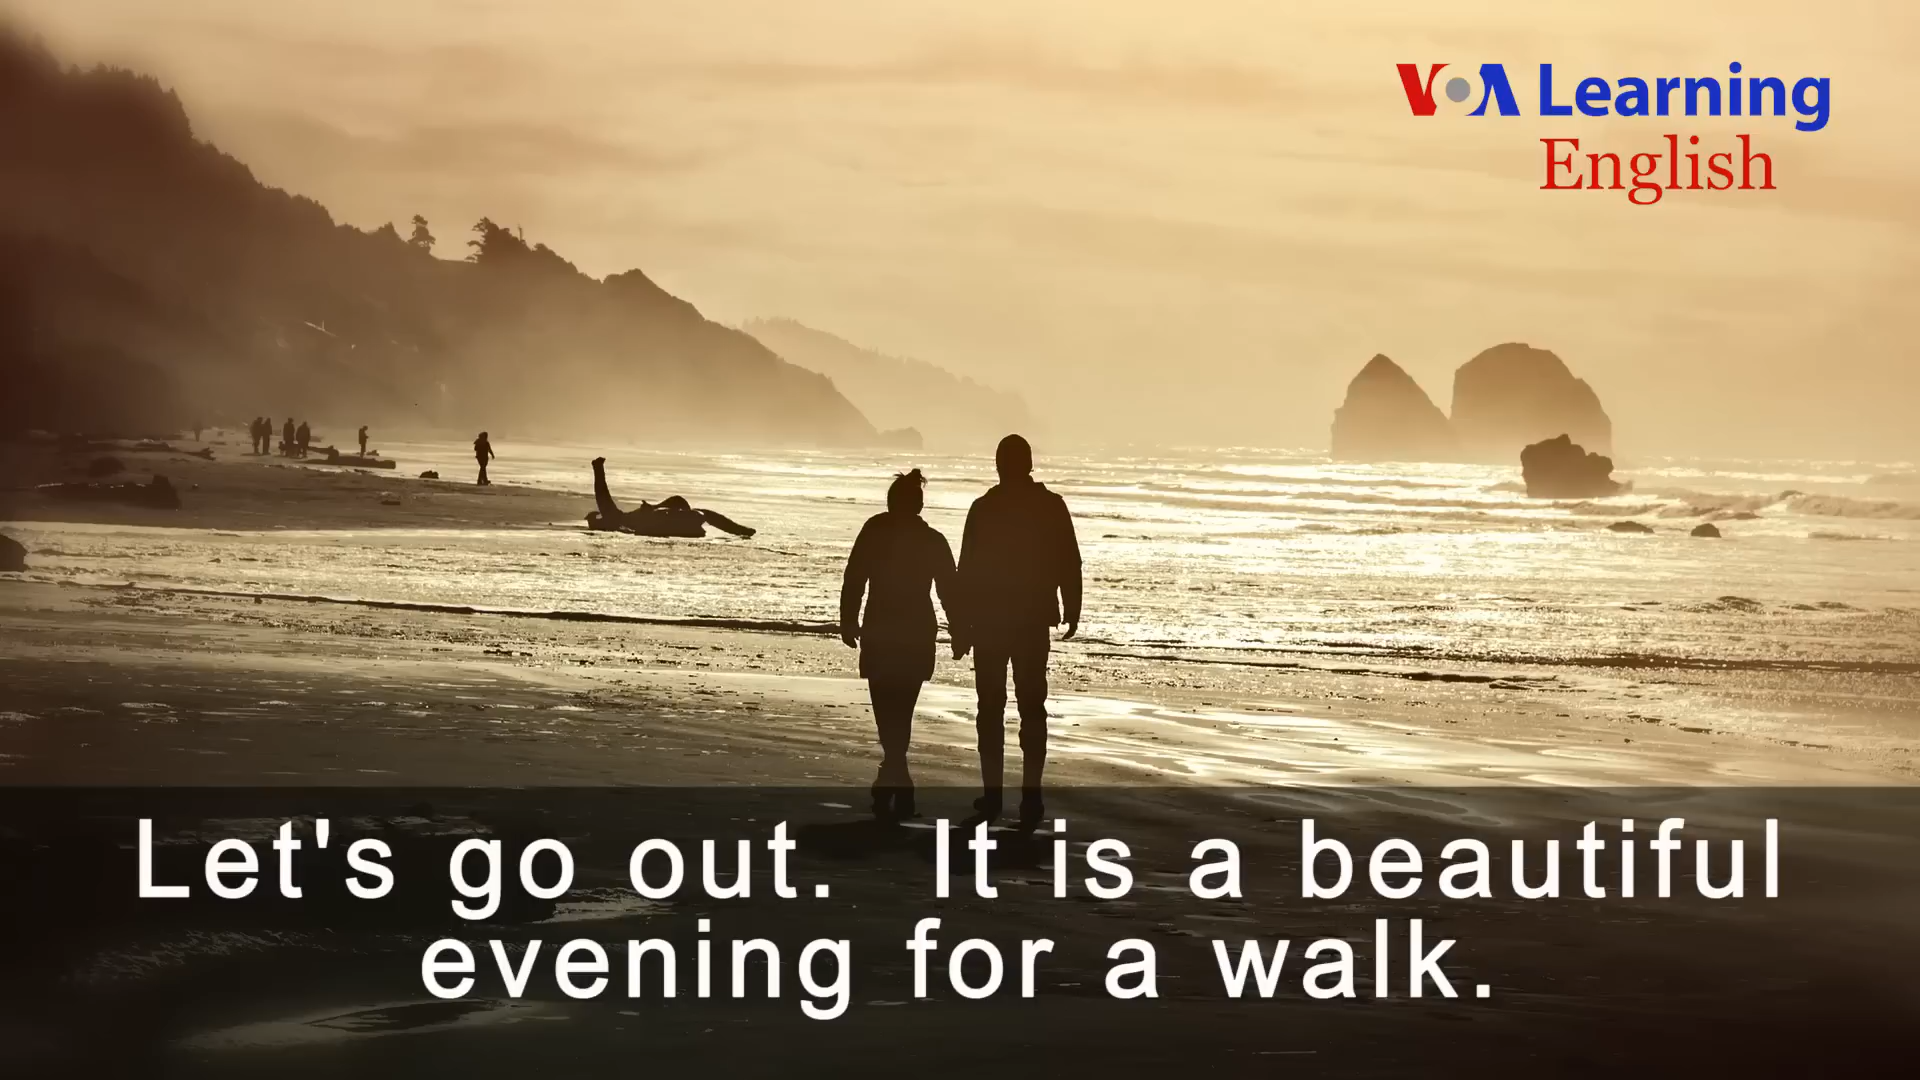 VOA Learning
English
Let's go out.  It is a beautiful
evening for a walk.